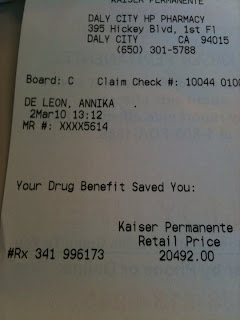 KAISER PERMANENTE
DALY CITY HP PHARMACY
395 Hickey Blvd, 1st Fl
DALY CITY CA 94015
(650) 301-5788
Board: C Claim Check #: 10044 0100
DE LEON, ANNIKA
2Mar10 13:12
MR #: XXXX5614
Your Drug Benefit Saved You:
Kaiser Permanente
Retail Price
#Rx 341 996173 20492.00